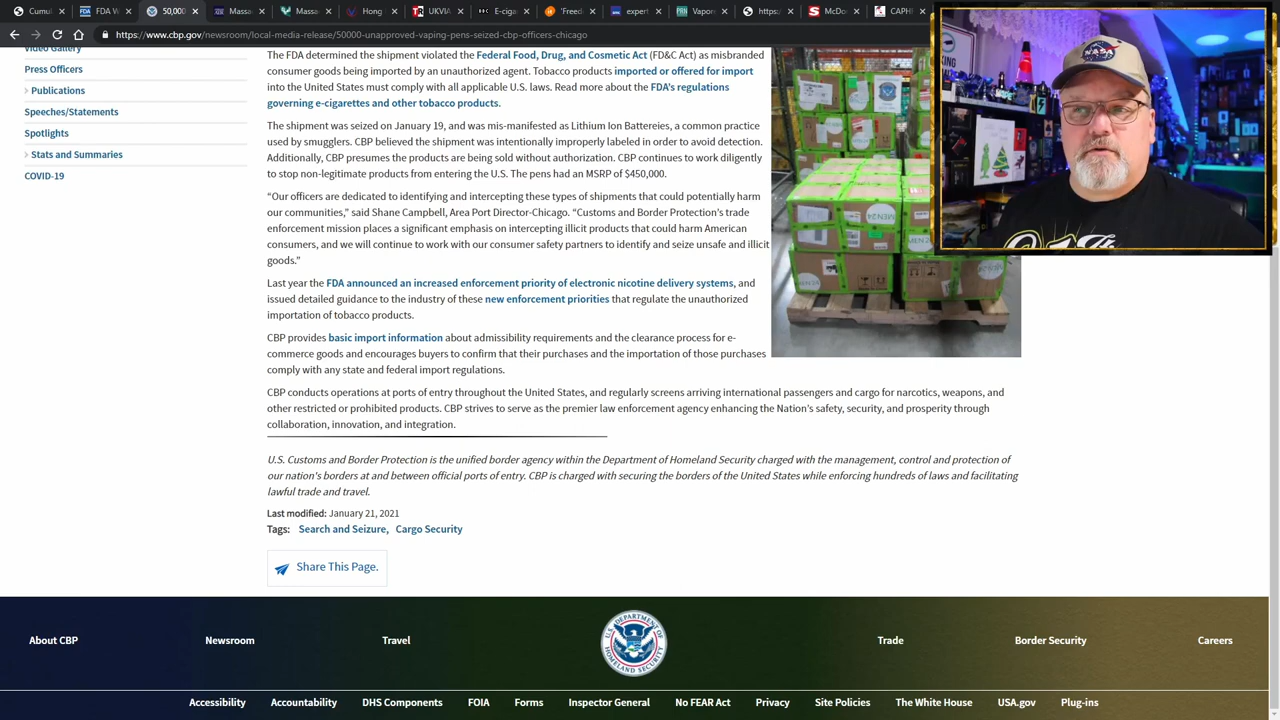 Cumul
FDA W
50,000
Massa
Massa
Hong
UKVIA
E-ciga
'Freed
expert
Vapor
https:/
McDo
CAPH
https://www.cbp.gov/newsroom/local-media-release/50000-unapproved-vaping-pens-seized-cbp-officers-chicago
Video Gallery
Press Officers
Publications
Speeches/Statements
Spotlights
Stats and Summaries
COVID-19
The FDA determined the shipment violated the Federal Food, Drug, and Cosmetic Act (FD&C Act) as misbranded
consumer goods being imported by an unauthorized agent. Tobacco products imported or offered for import
into the United States must comply with all applicable U.S. laws. Read more about the FDA's regulations
governing e-cigarettes and other tobacco products.
The shipment was seized on January 19, and was mis-manifested as Lithium Ion Battereies, a common practice
used by smugglers. CBP believed the shipment was intentionally improperly labeled in order to avoid detection.
Additionally, CBP presumes the products are being sold without authorization. CBP continues to work diligently
to stop non-legitimate products from entering the U.S. The pens had an MSRP of $450,000.
“Our officers are dedicated to identifying and intercepting these types of shipments that could potentially harm
our communities,” said Shane Campbell, Area Port Director-Chicago. “Customs and Border Protection’s trade
enforcement mission places a significant emphasis on intercepting illicit products that could harm American
consumers, and we will continue to work with our consumer safety partners to identify and seize unsafe and illicit
goods.”
Last year the FDA announced an increased enforcement priority of electronic nicotine delivery systems, and
issued detailed guidance to the industry of these new enforcement priorities that regulate the unauthorized
importation of tobacco products.
CBP provides basic import information about admissibility requirements and the clearance process for e-
commerce goods and encourages buyers to confirm that their purchases and the importation of those purchases
comply with any state and federal import regulations.
CBP conducts operations at ports of entry throughout the United States, and regularly screens arriving international passengers and cargo for narcotics, weapons, and
other restricted or prohibited products. CBP strives to serve as the premier law enforcement agency enhancing the Nation’s safety, security, and prosperity through
collaboration, innovation, and integration.
U.S. Customs and Border Protection is the unified border agency within the Department of Homeland Security charged with the management, control and protection of
our nation's borders at and between official ports of entry. CBP is charged with securing the borders of the United States while enforcing hundreds of laws and facilitating
lawful trade and travel.
Last modified: January 21, 2021
Tags: Search and Seizure, Cargo Security
Share This Page.
MEN24
MEN24
NASA
About CBP Newsroom Travel Trade Border Security Careers
Accessibility Accountability DHS Components FOIA Forms Inspector General No FEAR Act Privacy Site Policies The White House USA.gov Plug-ins